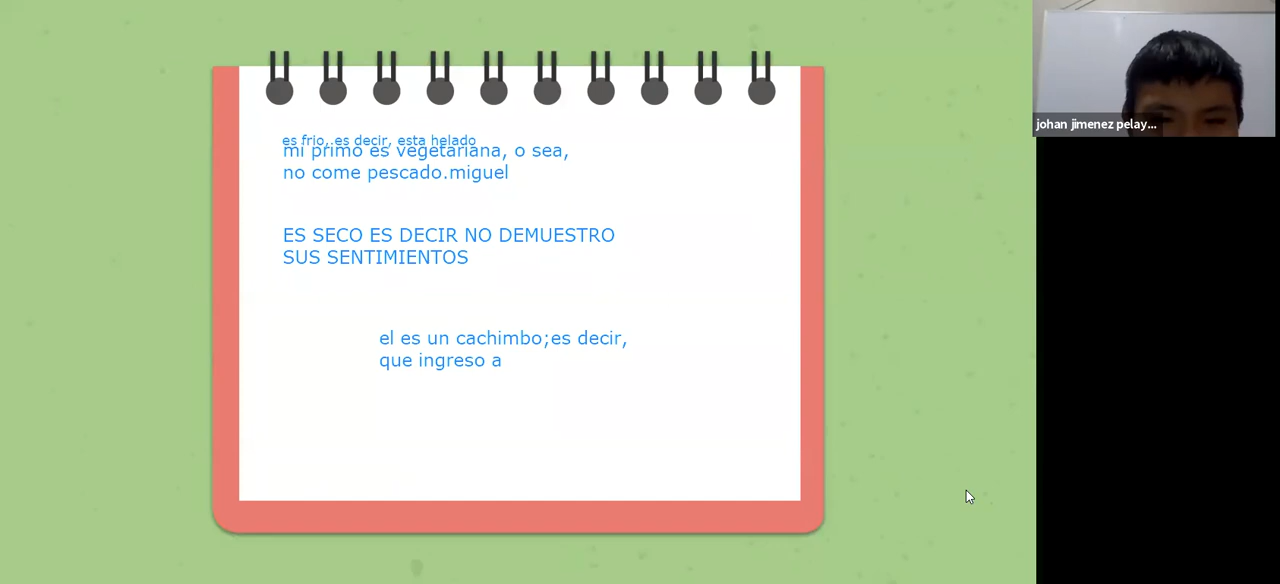 es frio, es decir, esta helado
mi primo es vegetariana, o sea,
no come pescado.miguel
ES SECO ES DECIR NO DEMUESTRO
SUS SENTIMIENTOS
el es un cachimbo;es decir,
que ingreso a
johan jimenez pelay...